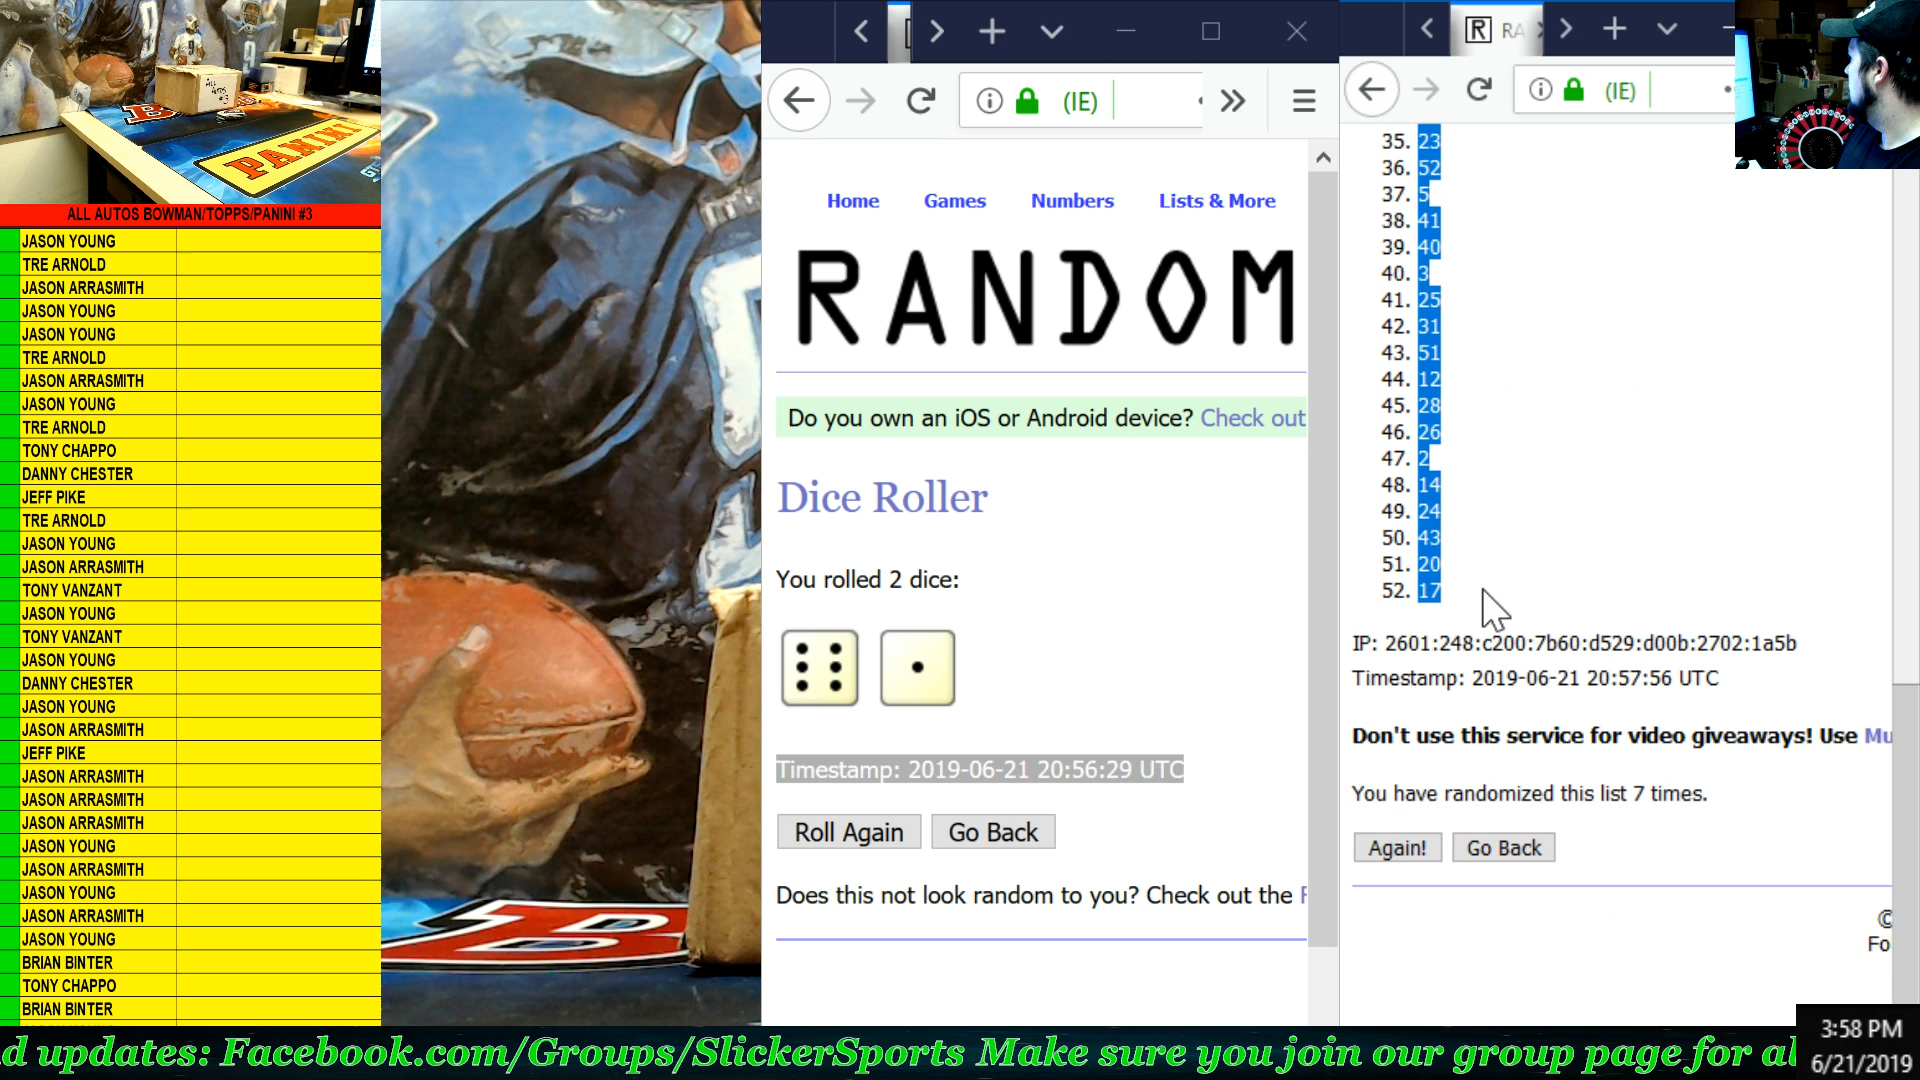 ALL AUTOS BOWMAN/TOPPS/PANINI #3
JASON YOUNG
TRE ARNOLD
JASON ARRASMITH
JASON YOUNG
JASON YOUNG
TRE ARNOLD
JASON ARRASMITH
JASON YOUNG
TRE ARNOLD
TONY CHAPPO
DANNY CHESTER
JEFF PIKE
TRE ARNOLD
JASON YOUNG
JASON ARRASMITH
TONY VANZANT
JASON YOUNG
TONY VANZANT
JASON YOUNG
DANNY CHESTER
JASON YOUNG
JASON ARRASMITH
JEFF PIKE
JASON ARRASMITH
JASON ARRASMITH
JASON ARRASMITH
JASON YOUNG
JASON ARRASMITH
JASON YOUNG
JASON ARRASMITH
JASON YOUNG
BRIAN BINTER
TONY CHAPPO
BRIAN BINTER
PANINI
(IE)
Home Games Numbers Lists & More
RANDOM
Do you own an iOS or Android device? Check out
Dice Roller
You rolled 2 dice:
Timestamp: 2019-06-21 20:56:29 UTC
Roll Again Go Back
Does this not look random to you? Check out the
R RA
(IE)
35. 23
36. 52
37. 5
38. 41
39. 40
40. 3
41. 25
42. 31
43. 51
44. 12
45. 28
46. 26
47. 2
48. 14
49. 24
50. 43
51. 20
52. 17
IP: 2601:248:c200:7b60:d529:d00b:2702:1a5b
Timestamp: 2019-06-21 20:57:56 UTC
Don't use this service for video giveaways! Use Mu
You have randomized this list 7 times.
Again! Go Back
©
Fo
d updates: Facebook.com/Groups/SlickerSports Make sure you join our group page for al
3:58 PM
6/21/2019